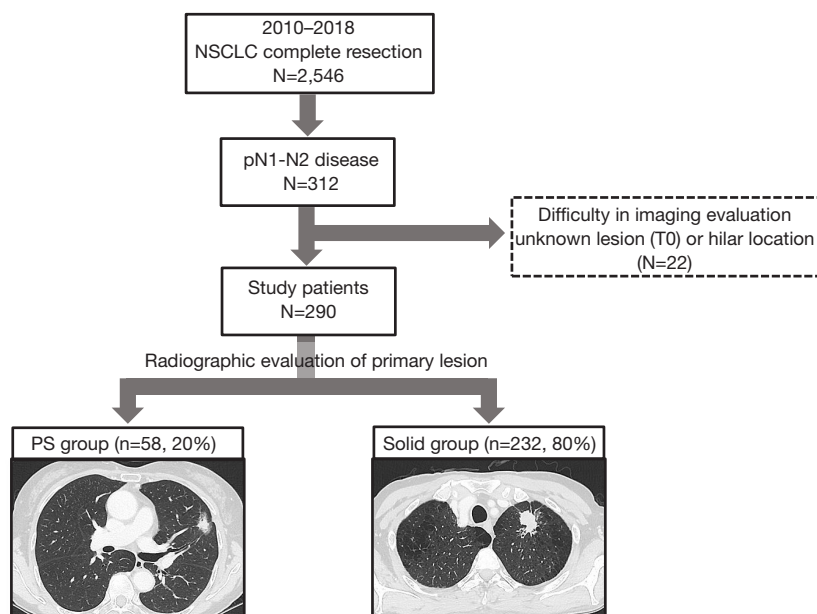 2010–2018
NSCLC complete resection
N=2,546
pN1-N2 disease
N=312
Difficulty in imaging evaluation
unknown lesion (T0) or hilar location
(N=22)
Study patients
N=290
Radiographic evaluation of primary lesion
PS group (n=58, 20%)
Solid group (n=232, 80%)